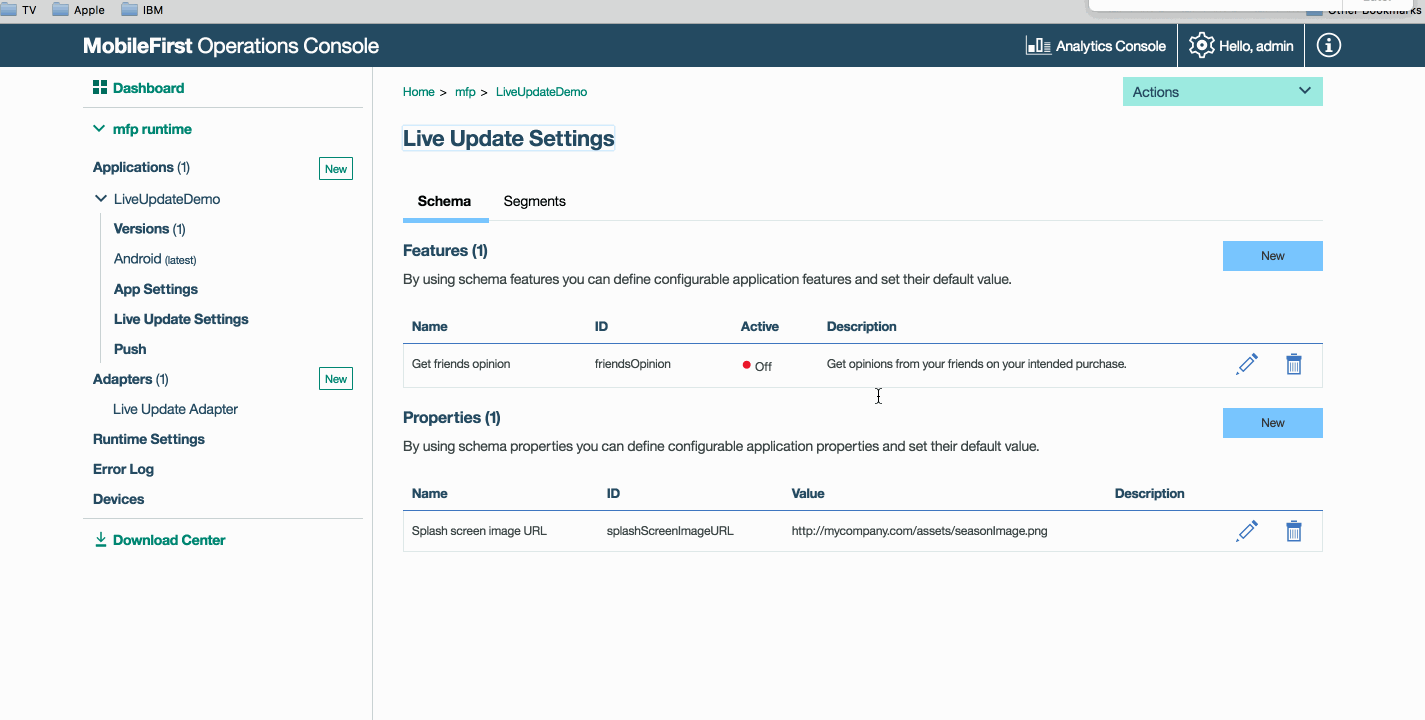 TV Apple IBM Other Bookmarks
MobileFirst Operations Console
Analytics Console Hello, admin
Dashboard
mfp runtime
Applications (1) New
LiveUpdateDemo
Versions (1)
Android (latest)
App Settings
Live Update Settings
Push
Adapters (1) New
Live Update Adapter
Runtime Settings
Error Log
Devices
Download Center
Home > mfp > LiveUpdateDemo
Actions
Live Update Settings
Schema Segments
Features (1) New
By using schema features you can define configurable application features and set their default value.
Name ID Active Description
Get friends opinion friendsOpinion Off Get opinions from your friends on your intended purchase.
Properties (1) New
By using schema properties you can define configurable application properties and set their default value.
Name ID Value Description
Splash screen image URL splashScreenImageURL http://mycompany.com/assets/seasonImage.png